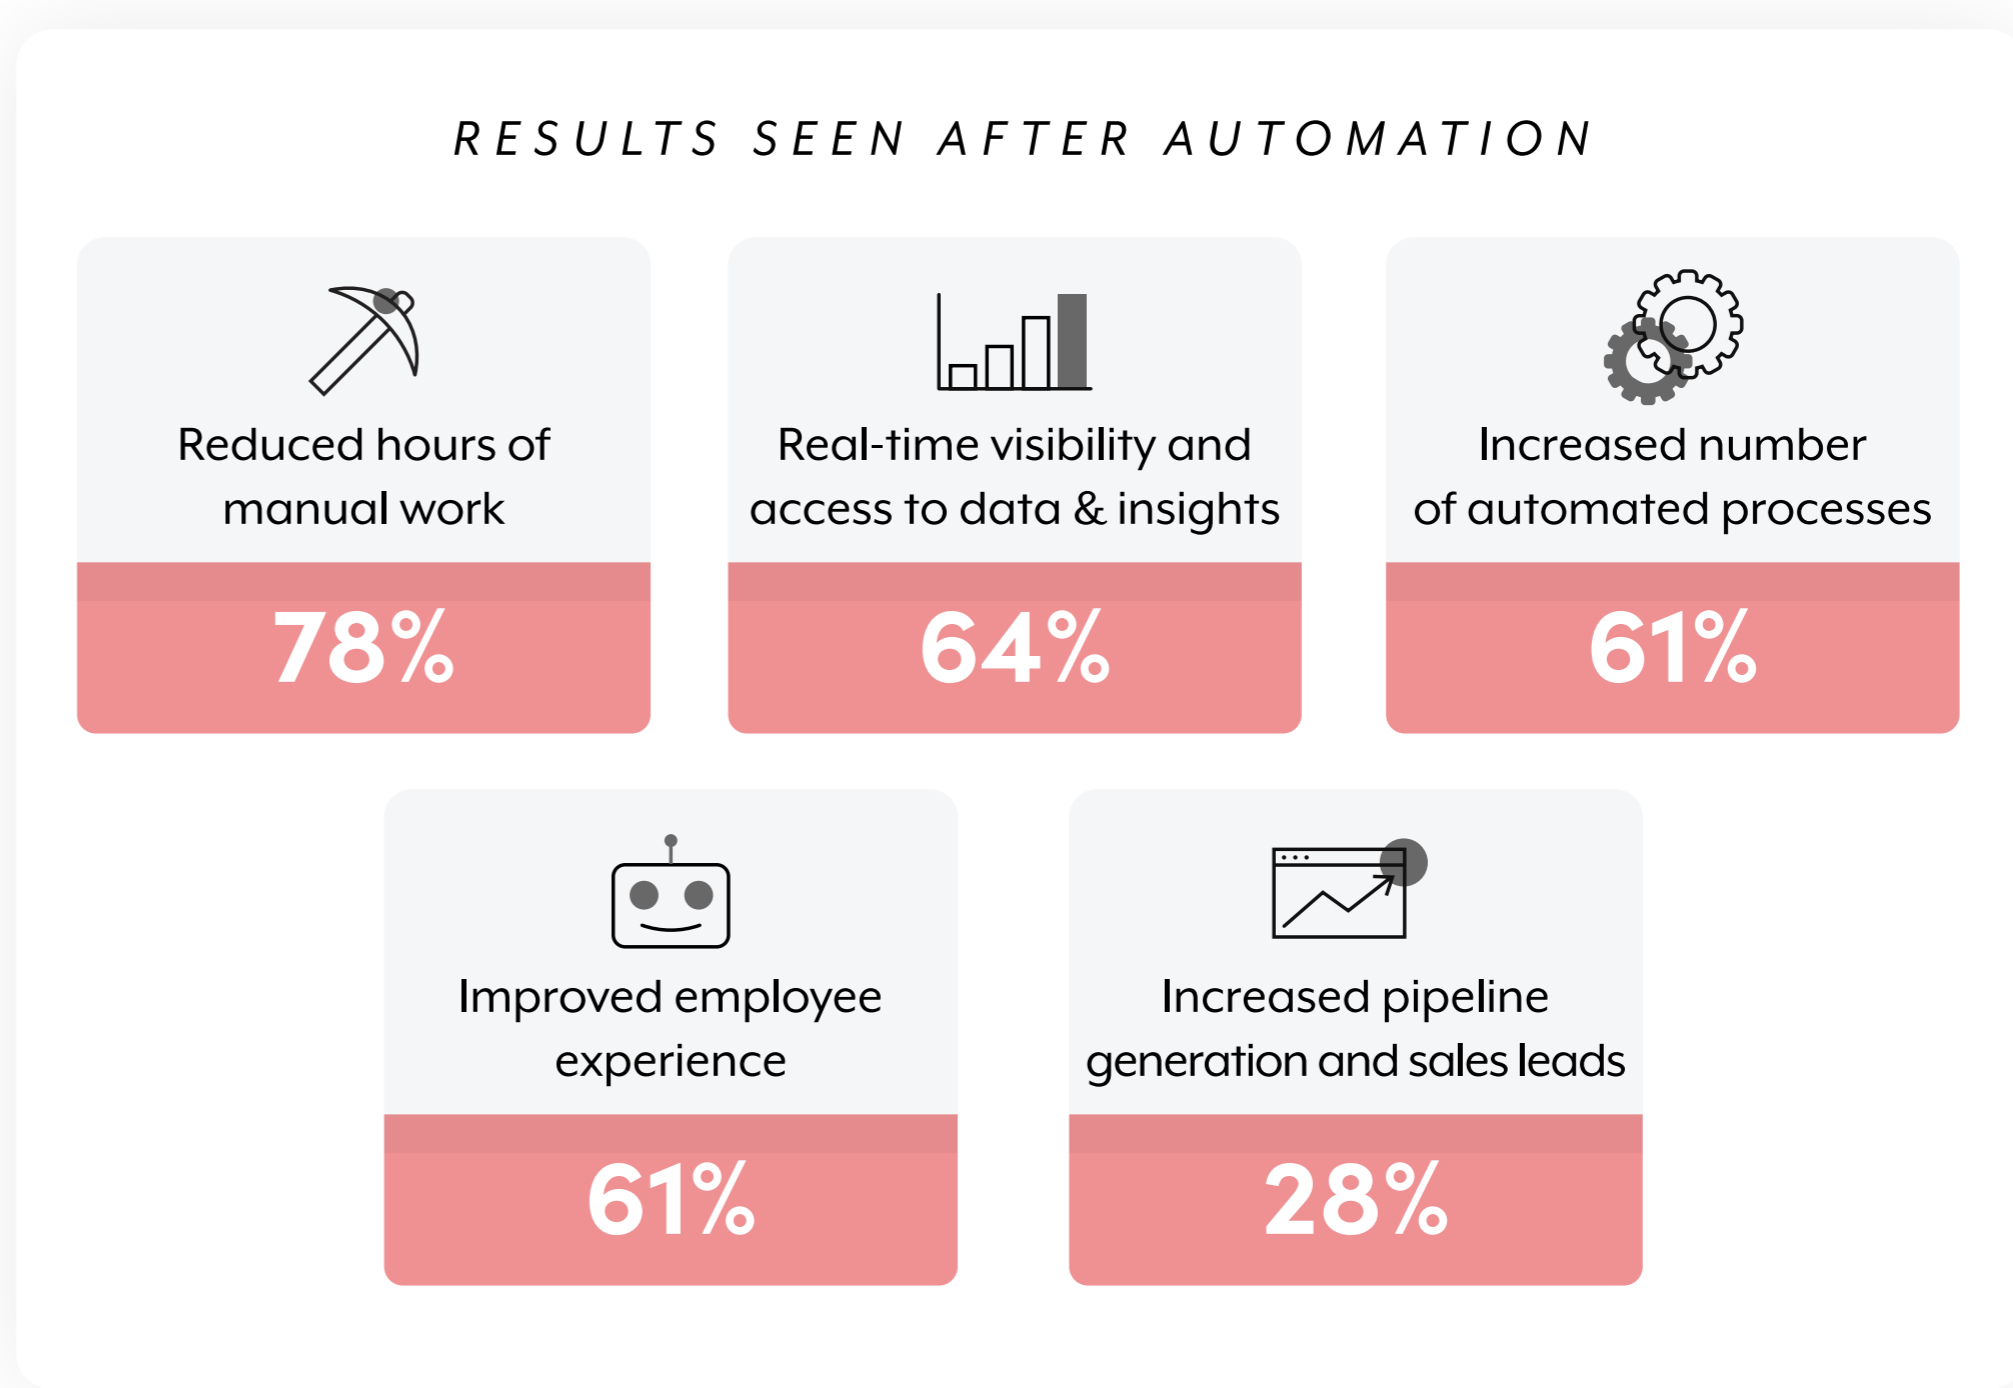 RESULTS SEEN AFTER AUTOMATION
Reduced hours of
manual work
78%
Real-time visibility and
access to data & insights
64%
Increased number
of automated processes
61%
Improved employee
experience
61%
Increased pipeline
generation and sales leads
28%